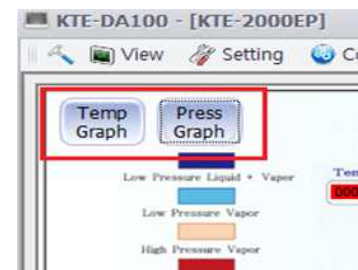 KTE-DA100 - [KTE-2000EP]
View Setting
Temp Graph Press Graph
Low Pressure Liquid + Vapor
Low Pressure Vapor
High Pressure Vapor